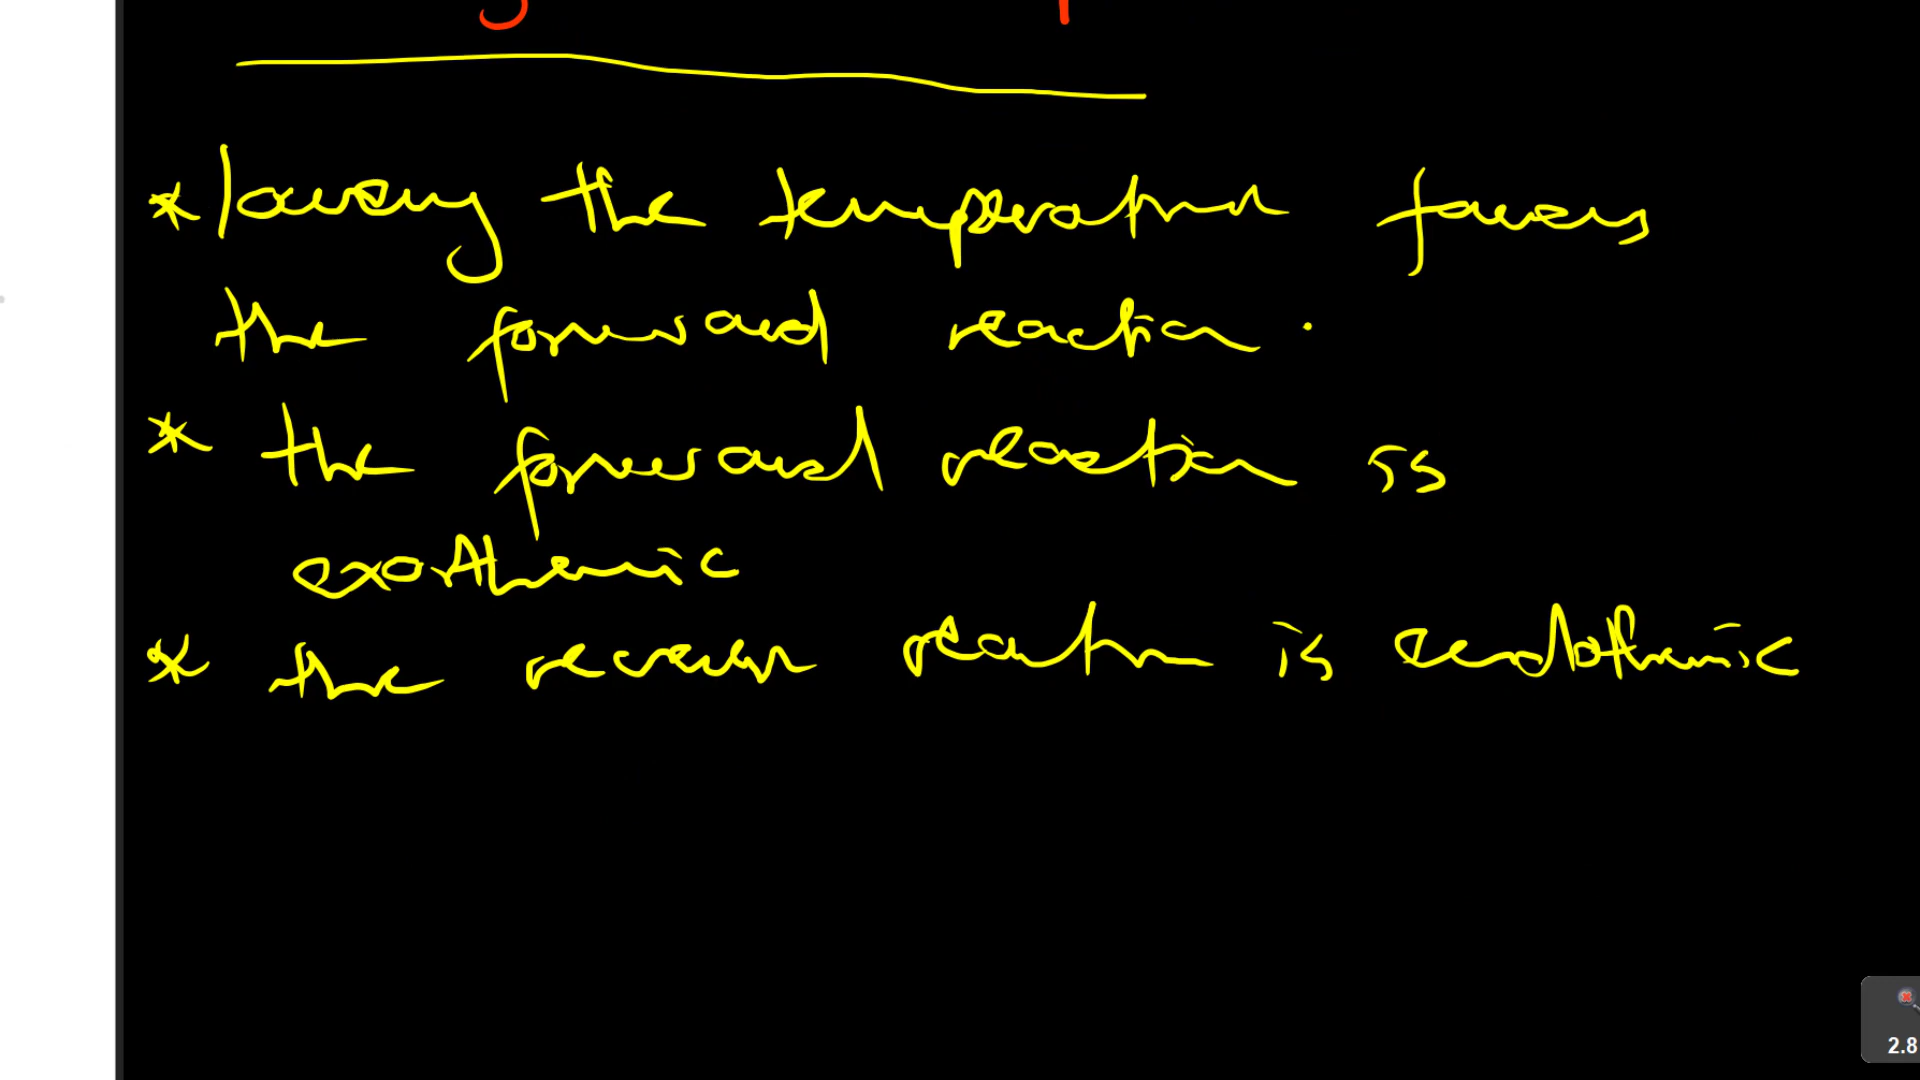 * lowering the temperature favors
the forward reaction.
* the forward reaction is
exothermic
* the reverse reaction is endothermic
2.8